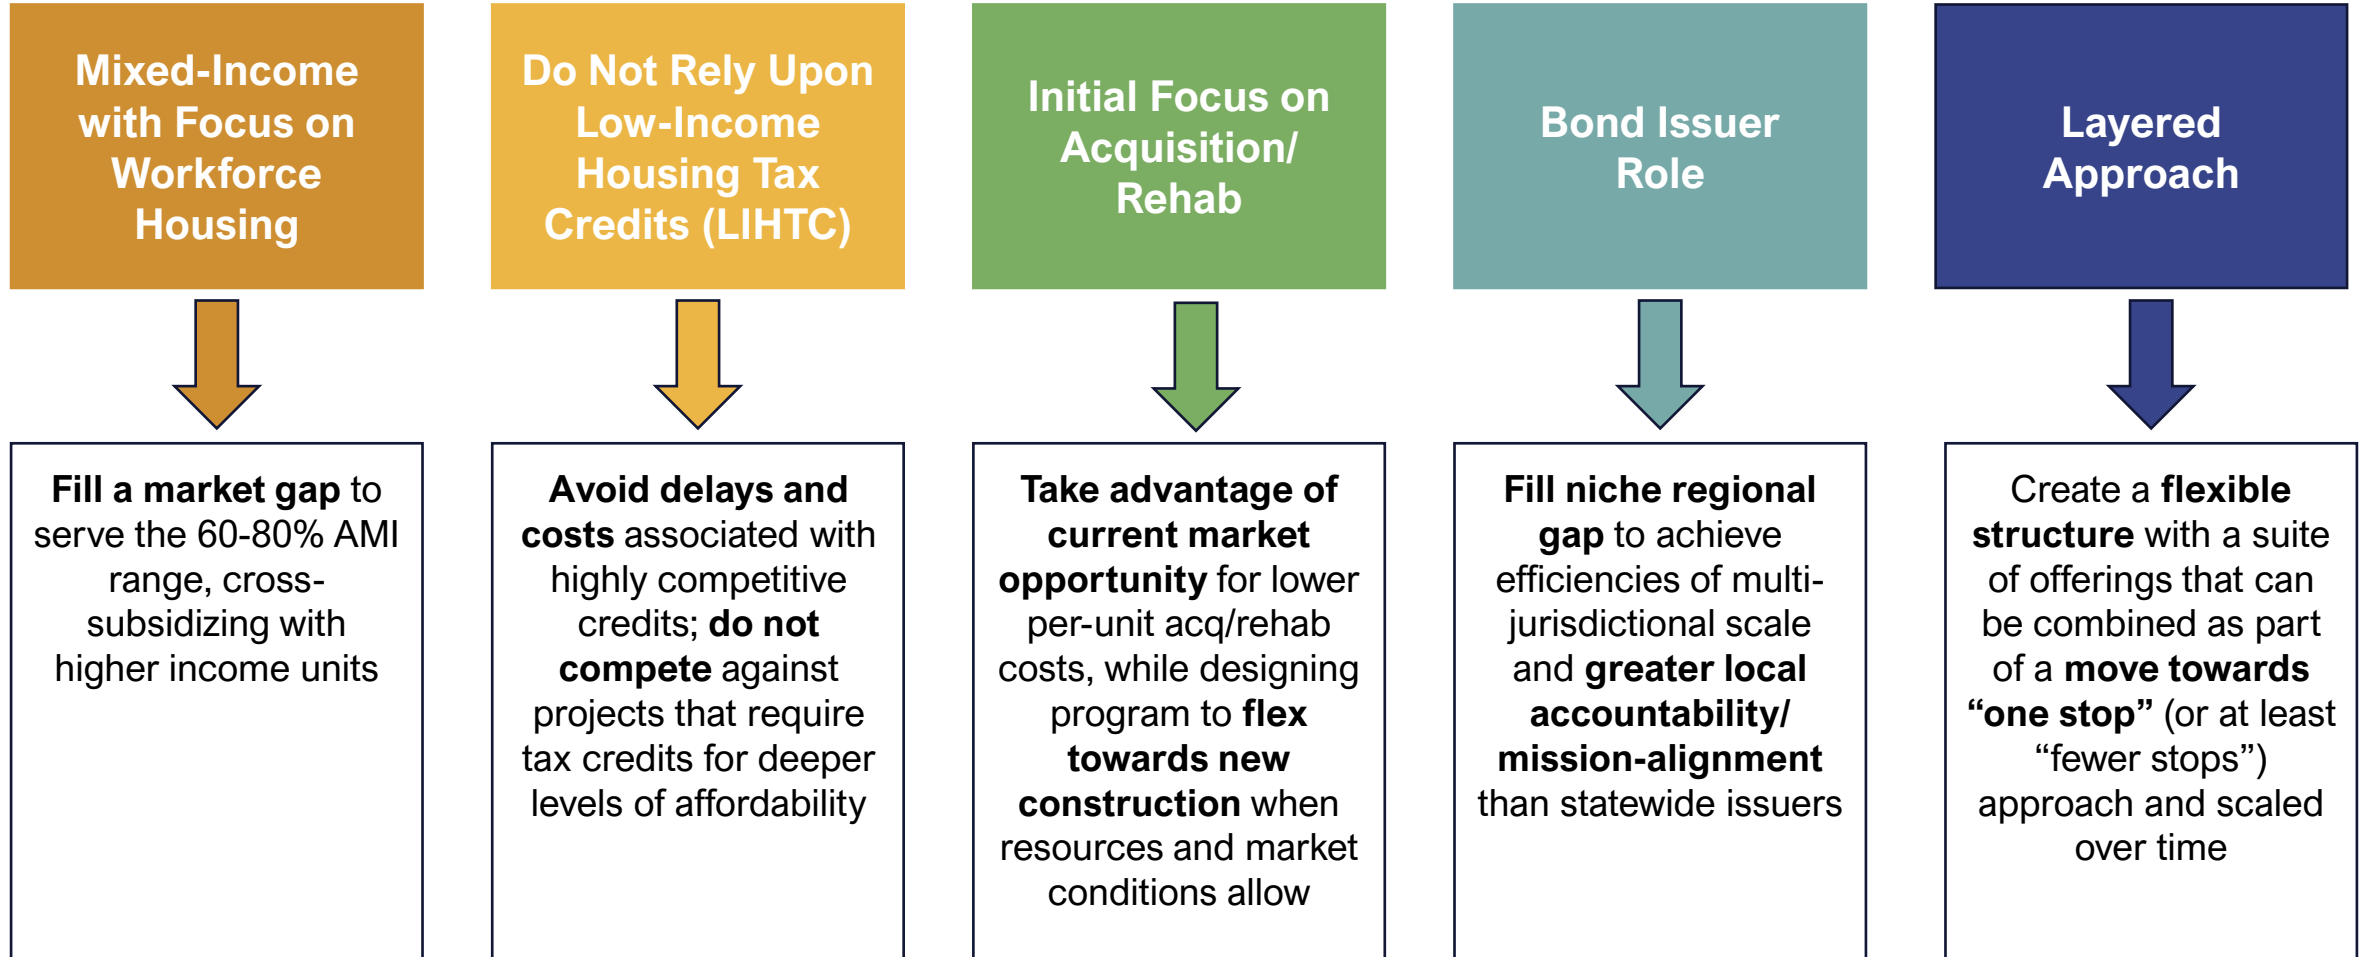 Mixed-Income
with Focus on
Workforce
Housing
Do Not Rely Upon
Low-Income
Housing Tax
Credits (LIHTC)
Initial Focus on
Acquisition/
Rehab
Bond Issuer
Role
Layered
Approach
Fill a market gap to
serve the 60-80% AMI
range, cross-
subsidizing with
higher income units
Avoid delays and
costs associated with
highly competitive
credits; do not
compete against
projects that require
tax credits for deeper
levels of affordability
Take advantage of
current market
opportunity for lower
per-unit acq/rehab
costs, while designing
program to flex
towards new
construction when
resources and market
conditions allow
Fill niche regional
gap to achieve
efficiencies of multi-
jurisdictional scale
and greater local
accountability/
mission-alignment
than statewide issuers
Create a flexible
structure with a suite
of offerings that can
be combined as part
of a move towards
“one stop” (or at least
“fewer stops”)
approach and scaled
over time